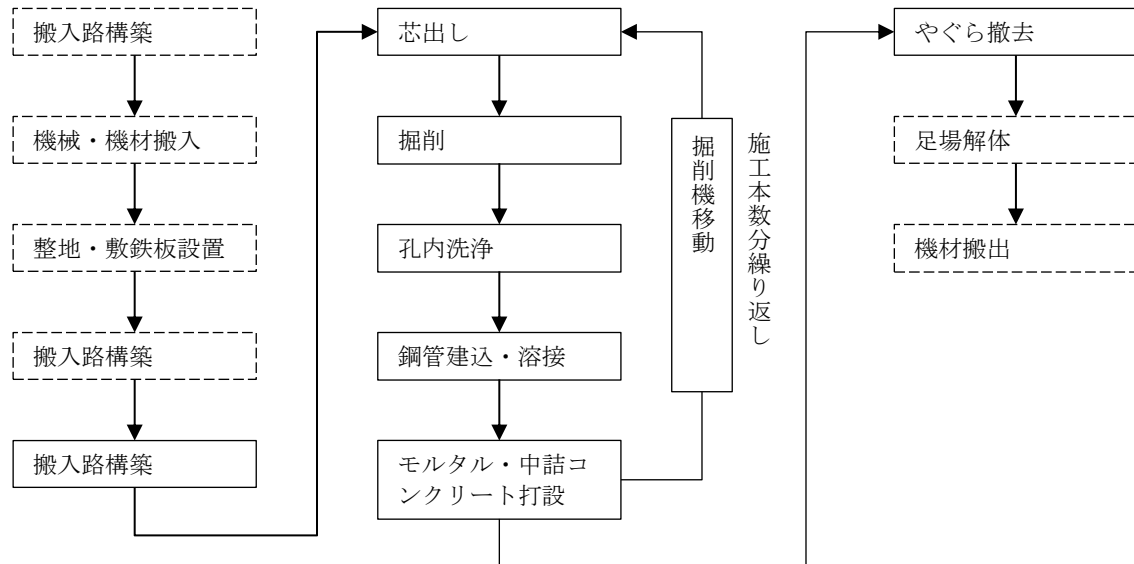 搬入路構築
機械・機材搬入
整地・敷鉄板設置
搬入路構築
搬入路構築
芯出し
掘削
孔内洗浄
鋼管建込・溶接
モルタル・中詰コ
ンクリート打設
掘削機移動
施工本数分繰り返し
やぐら撤去
足場解体
機材搬出